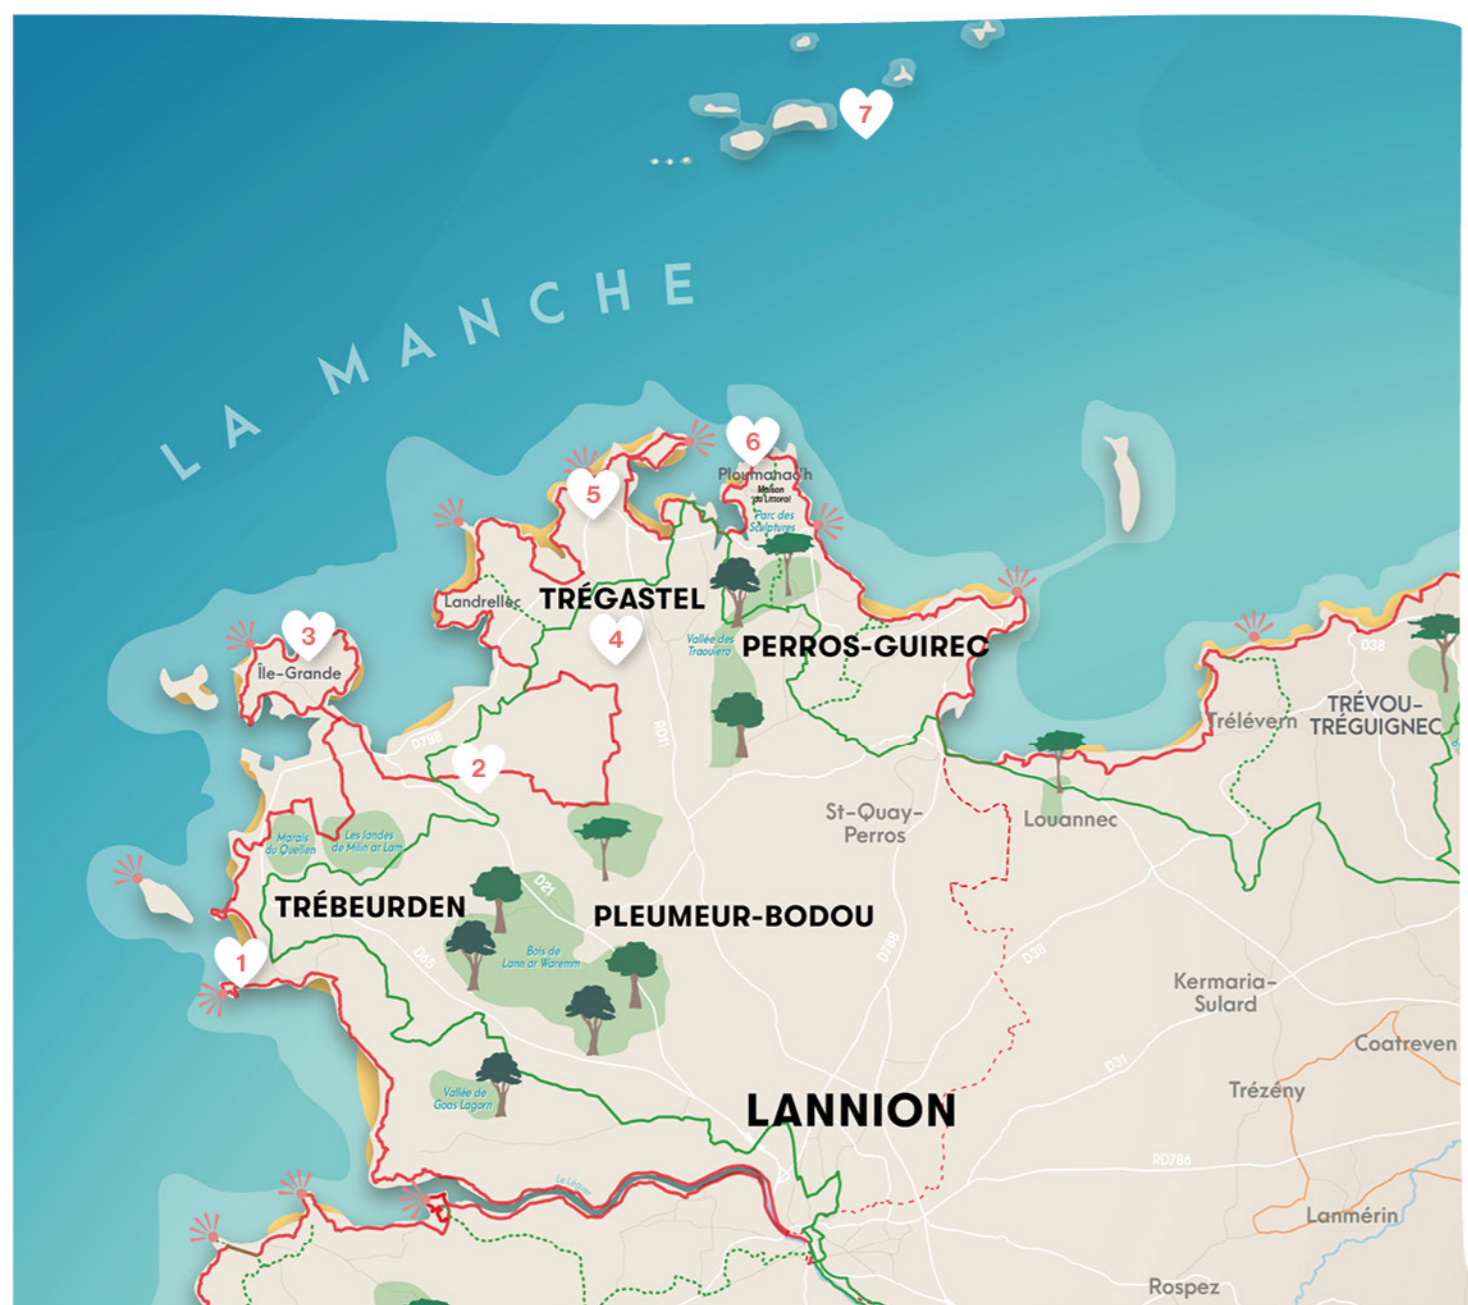 7
LA MANCHE
6
Ploumanac'h
Maison
du Littoral
Parc des
Sculptures
5
Landrellec
TRÉGASTEL
4
Vallée des
Traouiero
PERROS-GUIREC
3
Île-Grande
D38
TRÉVOU-
TRÉGUIGNEC
Trélévern
RD11
D788
2
St-Quay-
Perros
Louannec
Marais
du Quellen
Les landes
de Milin ar Lam
D21
TRÉBEURDEN
PLEUMEUR-BODOU
D65
Bois de
Lann ar Waremm
D788
D38
1
Kermaria-
Sulard
Coatreven
D31
Trézény
Vallée de
Goas Lagorn
LANNION
RD786
Le Léguer
Lanmérin
Rospez